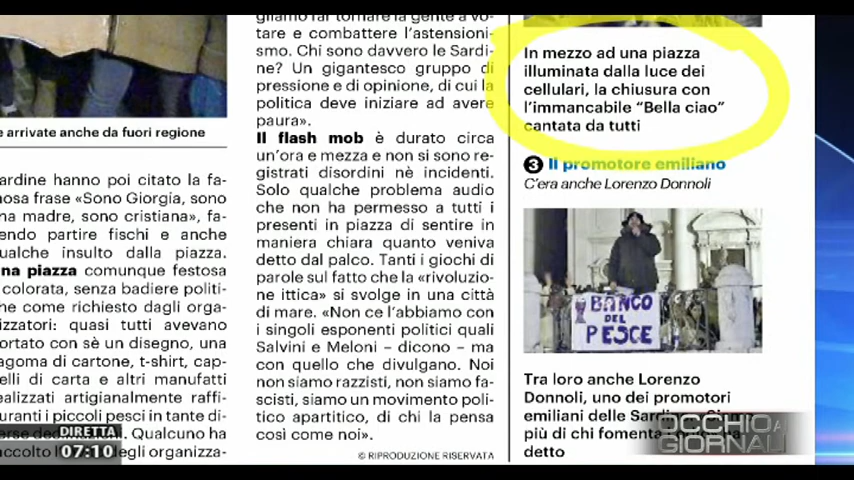 e arrivate anche da fuori regione
ardine hanno poi citato la fa-
mosa frase «Sono Giorgia, sono
na madre, sono cristiana», fa-
endo partire fischi e anche
ualche insulto dalla piazza.
na piazza comunque festosa
colorata, senza badiere politi-
he come richiesto dagli orga-
izzatori: quasi tutti avevano
ortato con sè un disegno, una
agoma di cartone, t-shirt, cap-
elli di carta e altri manufatti
ealizzati artigianalmente raffi-
uranti i piccoli pesci in tante di-
Qualcuno ha
degli organizza-
gliamo far tornare la gente a vo-
tare e combattere l'astensioni-
smo. Chi sono davvero le Sardi-
ne? Un gigantesco gruppo di
pressione e di opinione, di cui la
politica deve iniziare ad avere
paura».
Il flash mob è durato circa
un'ora e mezza e non si sono re-
gistrati disordini nè incidenti.
Solo qualche problema audio
che non ha permesso a tutti i
presenti in piazza di sentire in
maniera chiara quanto veniva
detto dal palco. Tanti i giochi di
parole sul fatto che la «rivoluzio-
ne ittica» si svolge in una città
di mare. «Non ce l'abbiamo con
i singoli esponenti politici quali
Salvini e Meloni – dicono – ma
con quello che divulgano. Noi
non siamo razzisti, non siamo fa-
scisti, siamo un movimento poli-
tico apartitico, di chi la pensa
così come noi».
© RIPRODUZIONE RISERVATA
In mezzo ad una piazza
illuminata dalla luce dei
cellulari, la chiusura con
l'immancabile "Bella ciao"
cantata da tutti
3 Il promotore emiliano
C'era anche Lorenzo Donnoli
BANCO
DEL
PESCE
Tra loro anche Lorenzo
Donnoli, uno dei promotori
emiliani delle
più di chi fomenta
detto
DIRETTA
07:10
OCCHIO AI
GIORNALI